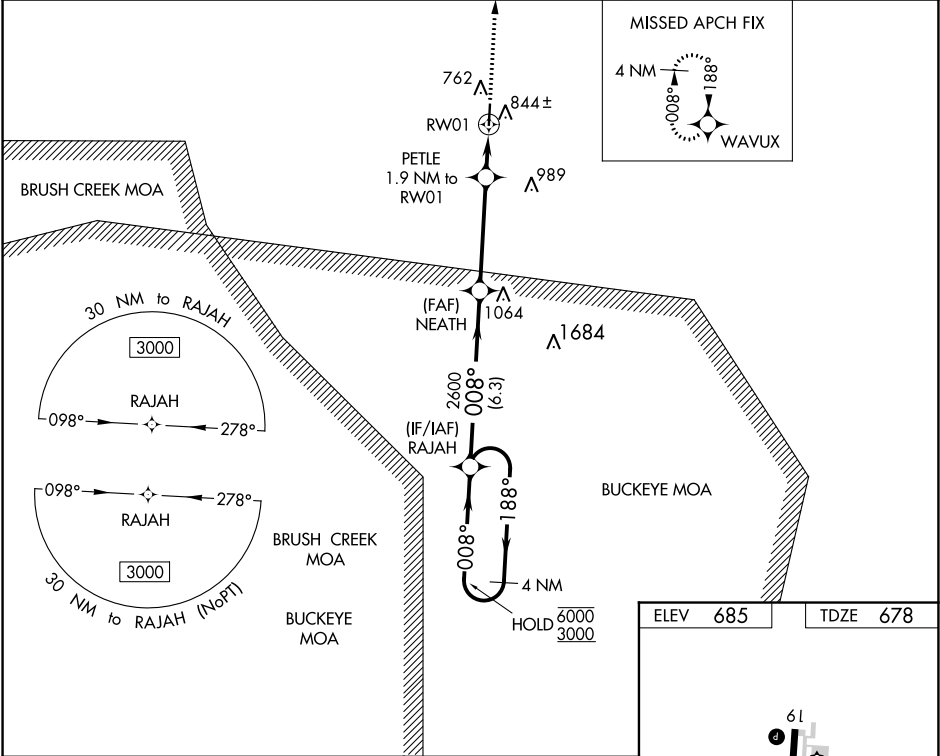 MISSED APCH FIX
4 NM
188°
008°
WAVUX
762
844±
RW01
PETLE
1.9 NM to
RW01
989
BRUSH CREEK MOA
(FAF)
NEATH
1064
1684
30 NM to RAJAH
3000
RAJAH
098°
278°
2600
008°
(6.3)
(IF/IAF)
RAJAH
098°
278°
RAJAH
3000
30 NM to RAJAH (NoPT)
BRUSH CREEK
MOA
BUCKEYE
MOA
BUCKEYE MOA
188°
008°
4 NM
HOLD 6000
3000
ELEV 685
TDZE 678
19
P